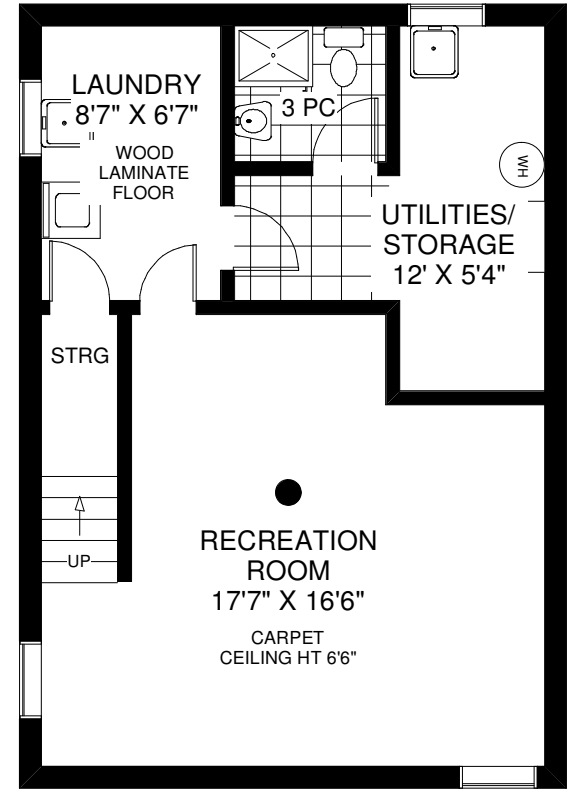 LAUNDRY
8'7" X 6'7"
WOOD
LAMINATE
FLOOR
3 PC
WH
UTILITIES/
STORAGE
12' X 5'4"
STRG
UP
RECREATION
ROOM
17'7" X 16'6"
CARPET
CEILING HT 6'6"